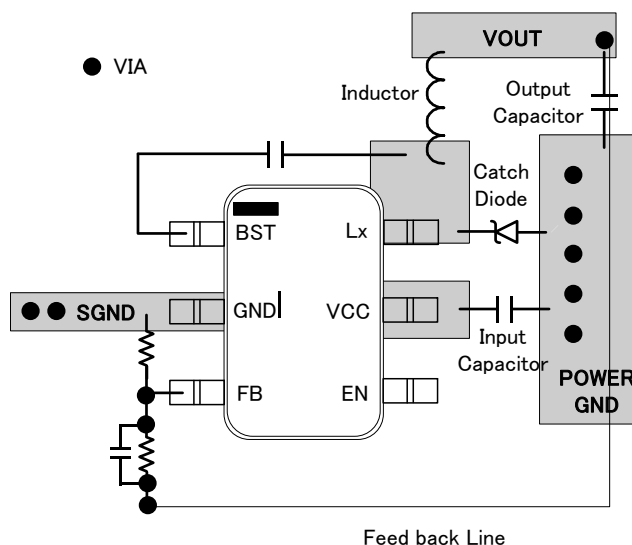 VOUT
VIA
Inductor
Output
Capacitor
Catch
Diode
BST
Lx
SGND
GND
VCC
Input
Capacitor
FB
EN
POWER
GND
Feed back Line